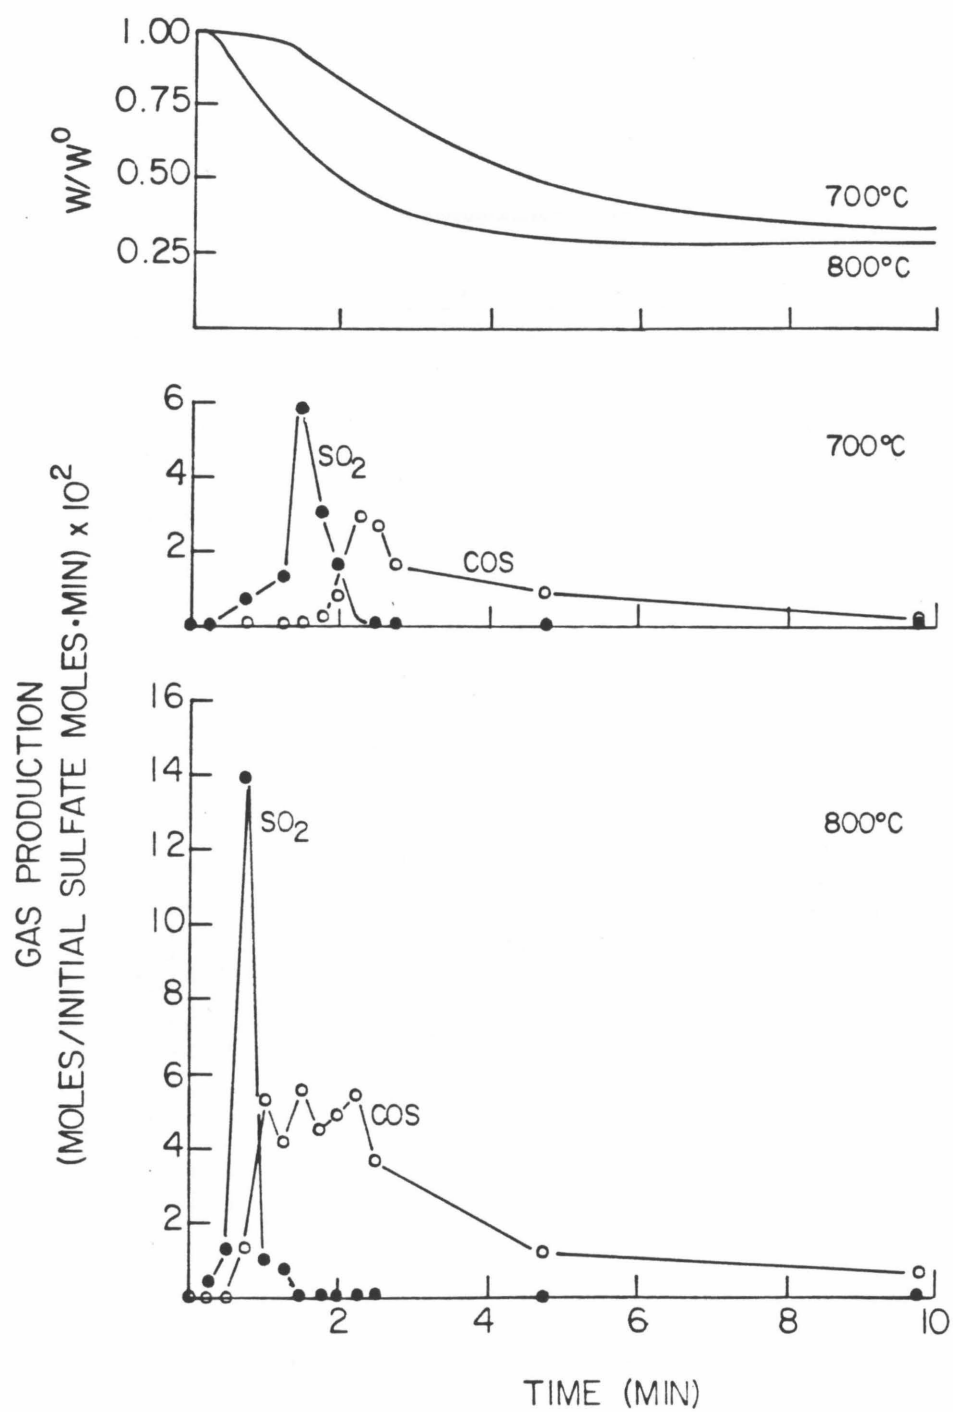 W/W⁰
1.00
0.75
0.50
0.25
700°C
800°C
GAS PRODUCTION
(MOLES/INITIAL SULFATE MOLES•MIN) x 10²
6
4
2
SO₂
COS
700°C
16
14
12
10
8
6
4
2
SO₂
COS
800°C
2 4 6 8 10
TIME (MIN)